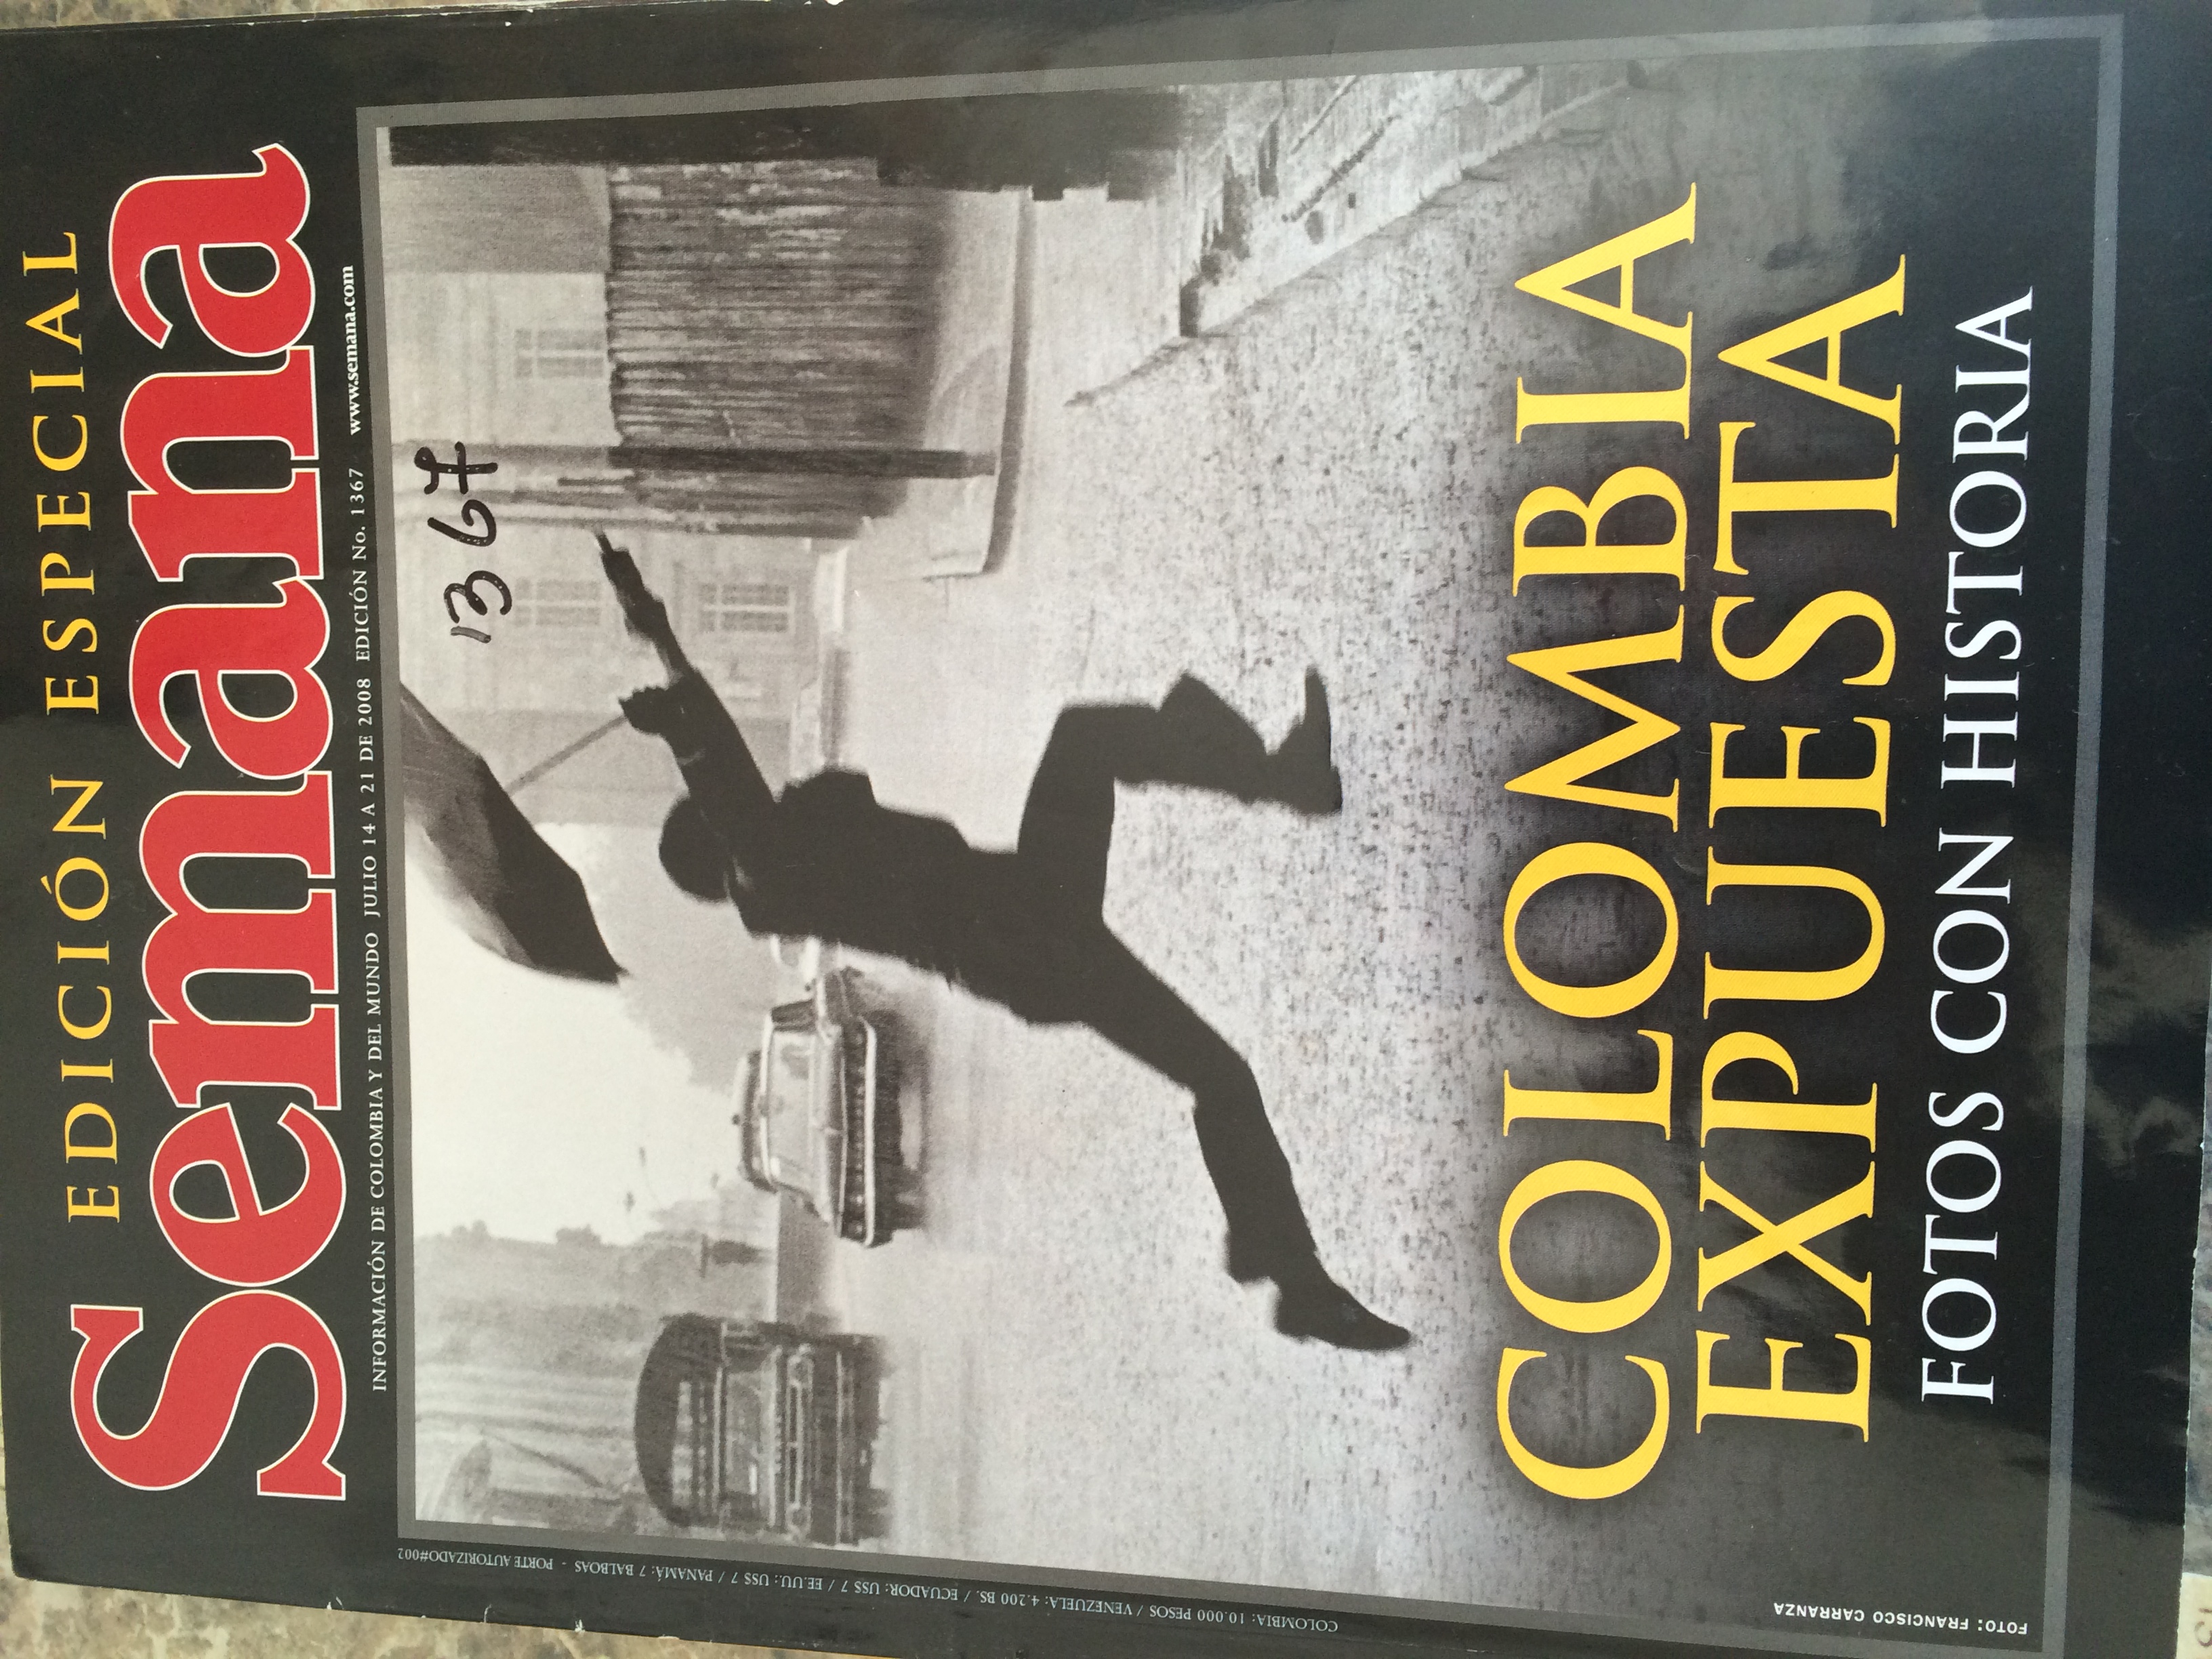 EDICIÓN ESPECIAL
Semana
INFORMACIÓN DE COLOMBIA Y DEL MUNDO JULIO 14 A 21 DE 2008 EDICIÓN No. 1367 www.semana.com
1367
COLOMBIA
EXPUESTA
FOTOS CON HISTORIA
COLOMBIA: 10.000 PESOS / VENEZUELA: 4.200 BS. / ECUADOR: US$ 7 / EE.UU.: US$ 7 / PANAMÁ: 7 BALBOAS - PORTE AUTORIZADO#002
FOTO: FRANCISCO CARRANZA